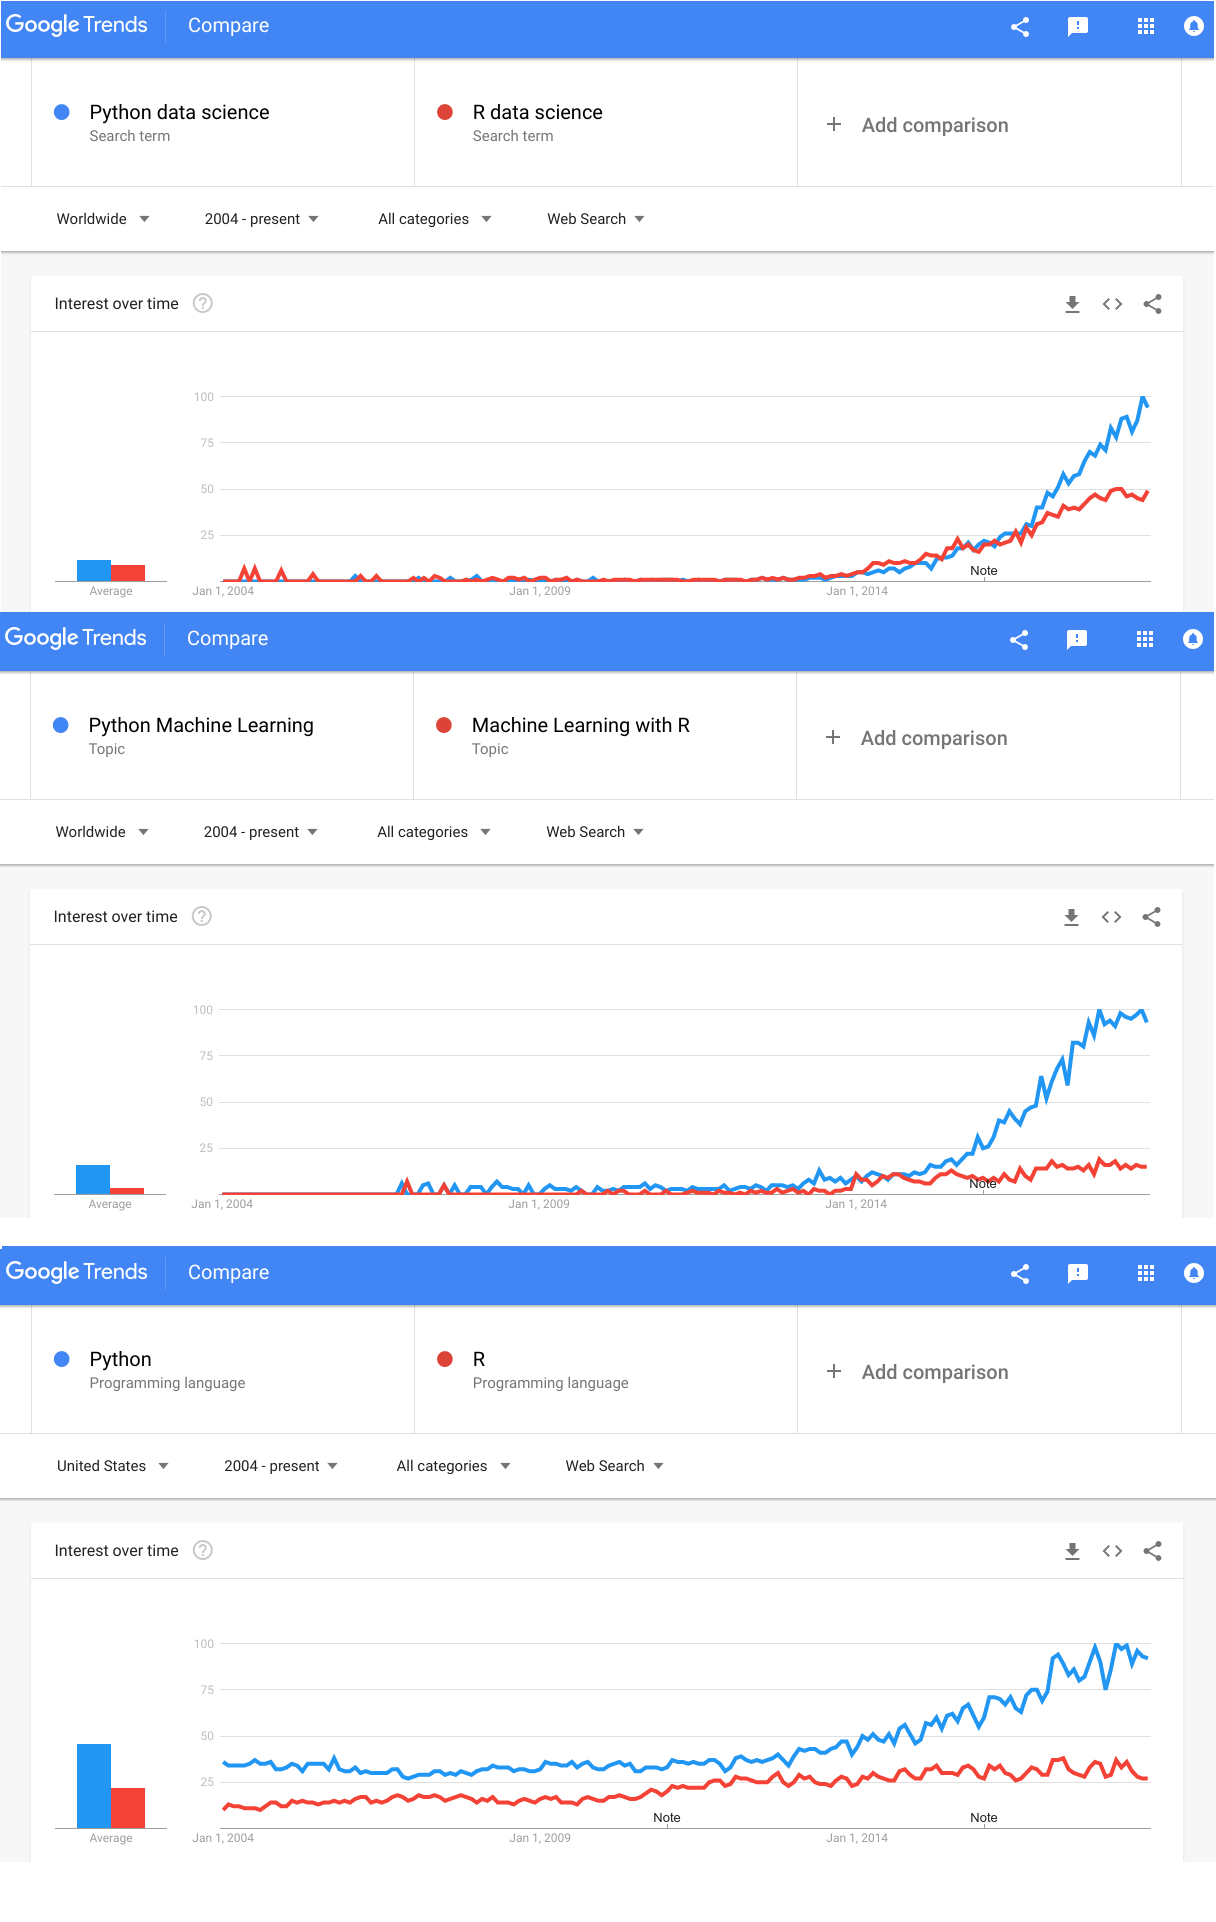 Google Trends Compare
Python data science R data science
Search term Search term
+ Add comparison
Worldwide 2004 - present All categories Web Search
Interest over time ?
100
75
50
25
Note
Average Jan 1, 2004 Jan 1, 2009 Jan 1, 2014
Google Trends Compare
Python Machine Learning Machine Learning with R
Topic Topic
+ Add comparison
Worldwide 2004 - present All categories Web Search
Interest over time ?
100
75
50
25
Note
Average Jan 1, 2004 Jan 1, 2009 Jan 1, 2014
Google Trends Compare
Python R
Programming language Programming language
+ Add comparison
United States 2004 - present All categories Web Search
Interest over time ?
100
75
50
25
Note Note
Average Jan 1, 2004 Jan 1, 2009 Jan 1, 2014